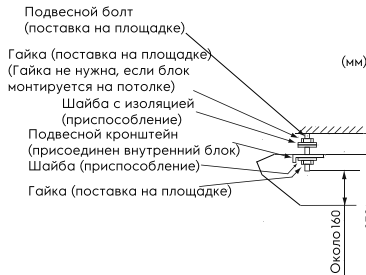 Подвесной болт
(поставка на площадке)
Гайка (поставка на площадке)
(Гайка не нужна, если блок
монтируется на потолке)
(мм)
Шайба с изоляцией
(приспособление)
Подвесной кронштейн
(присоединен внутренний блок)
Шайба (приспособление)
Гайка (поставка на площадке)
Около 160